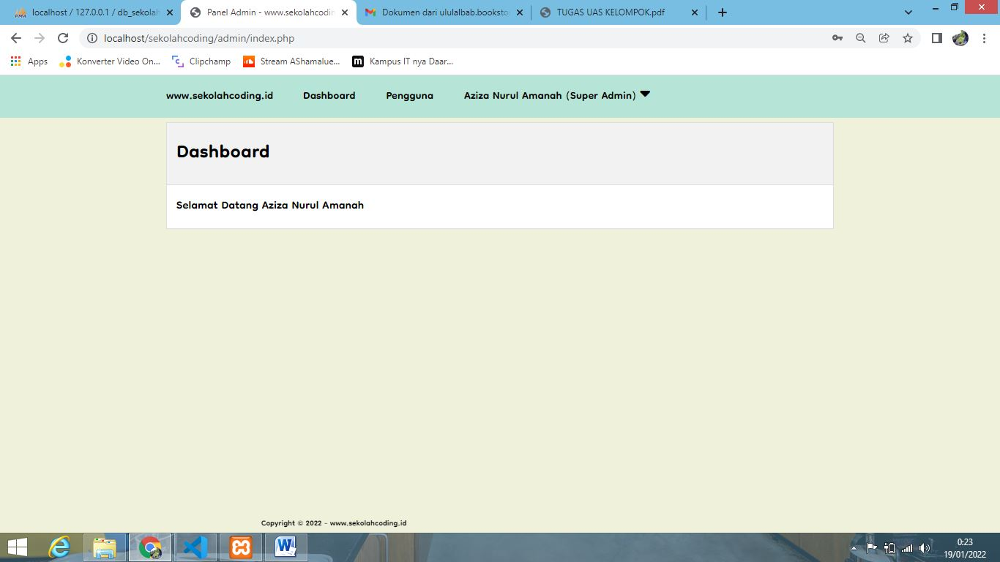 localhost / 127.0.0.1 / db_sekolah
Panel Admin - www.sekolahcoding
Dokumen dari ululalbab.booksto
TUGAS UAS KELOMPOK.pdf
localhost/sekolahcoding/admin/index.php
Apps
Konverter Video On...
Clipchamp
Stream AShamalue...
Kampus IT nya Daar...
www.sekolahcoding.id
Dashboard
Pengguna
Aziza Nurul Amanah (Super Admin)
Dashboard
Selamat Datang Aziza Nurul Amanah
Copyright © 2022 - www.sekolahcoding.id
0:23
19/01/2022